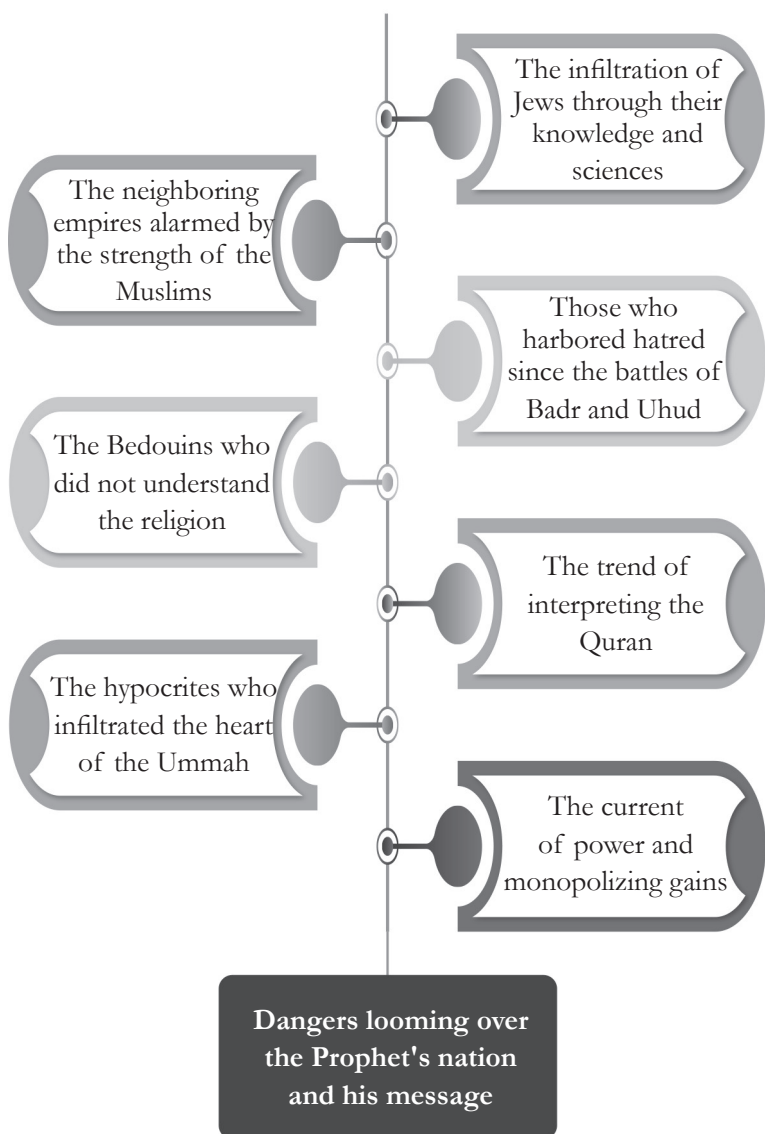 The infiltration of
Jews through their
knowledge and
sciences
The neighboring
empires alarmed by
the strength of the
Muslims
Those who
harbored hatred
since the battles of
Badr and Uhud
The Bedouins who
did not understand
the religion
The trend of
interpreting the
Quran
The hypocrites who
infiltrated the heart
of the Ummah
The current
of power and
monopolizing gains
Dangers looming over
the Prophet's nation
and his message